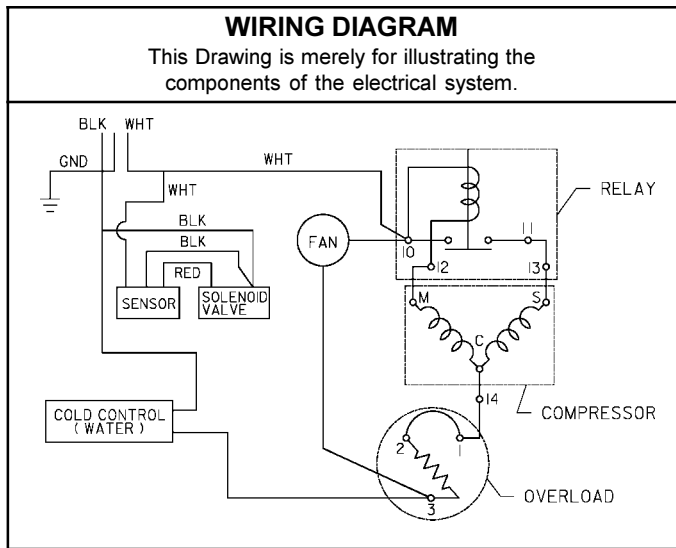 WIRING DIAGRAM
This Drawing is merely for illustrating the
components of the electrical system.
BLK WHT
GND
WHT
WHT
BLK
BLK
RED
SENSOR
SOLENOID
VALVE
FAN
RELAY
10
11
12
13
M
S
C
14
COMPRESSOR
COLD CONTROL
( WATER )
2
1
3
OVERLOAD